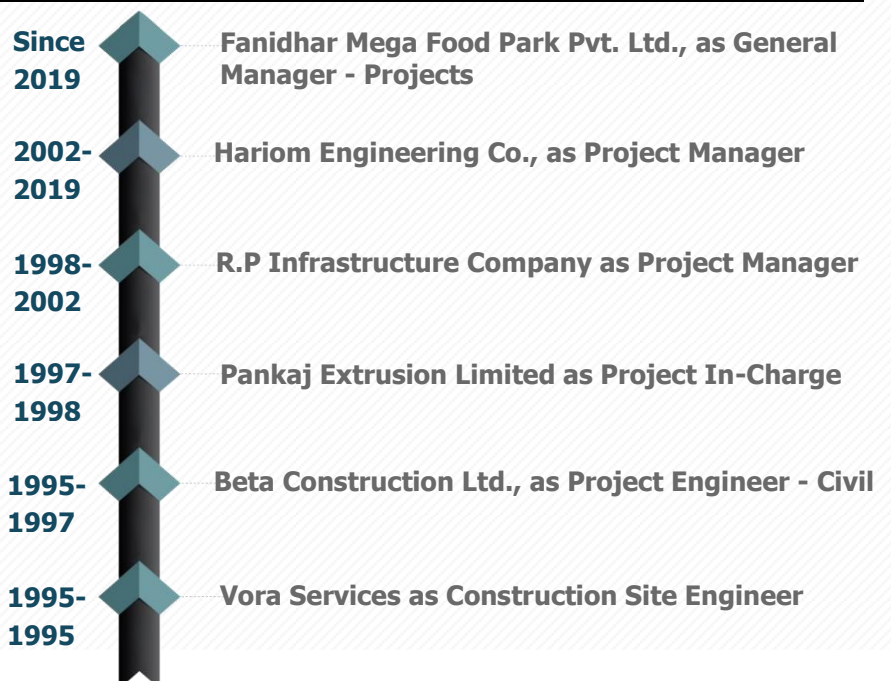 Since
2019
Fanidhar Mega Food Park Pvt. Ltd., as General
Manager - Projects
2002-
2019
Hariom Engineering Co., as Project Manager
1998-
2002
R.P Infrastructure Company as Project Manager
1997-
1998
Pankaj Extrusion Limited as Project In-Charge
1995-
1997
Beta Construction Ltd., as Project Engineer - Civil
1995-
1995
Vora Services as Construction Site Engineer